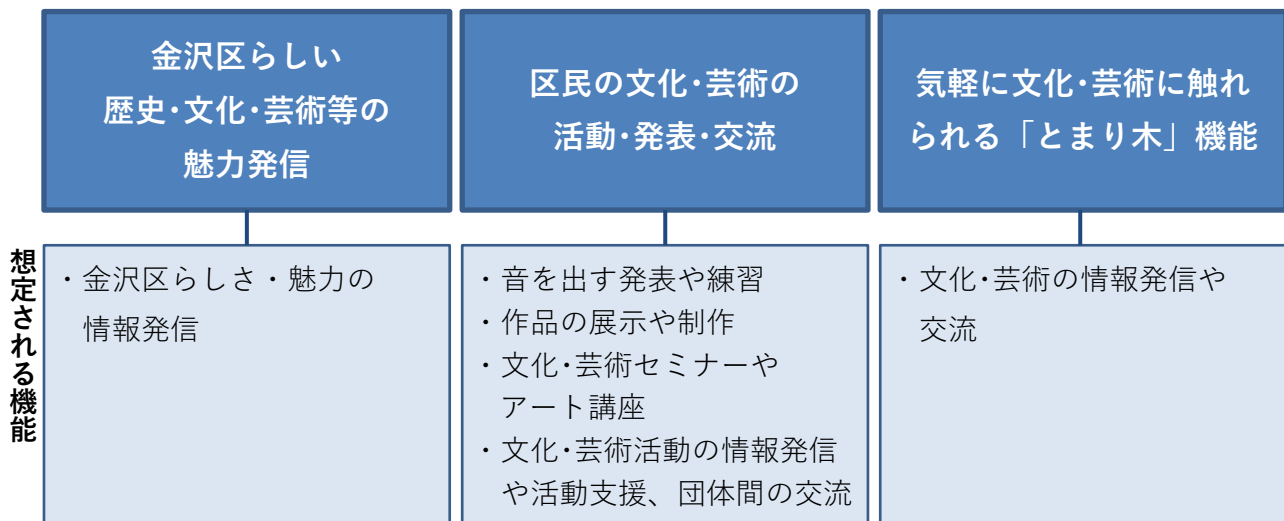 金沢区らしい
歴史･文化･芸術等の
魅力発信
区民の文化･芸術の
活動･発表･交流
気軽に文化･芸術に触れ
られる「とまり木」機能
想定される機能
・金沢区らしさ・魅力の
情報発信
・音を出す発表や練習
・作品の展示や制作
・文化･芸術セミナーや
アート講座
・文化･芸術活動の情報発信
や活動支援、団体間の交流
・文化･芸術の情報発信や
交流